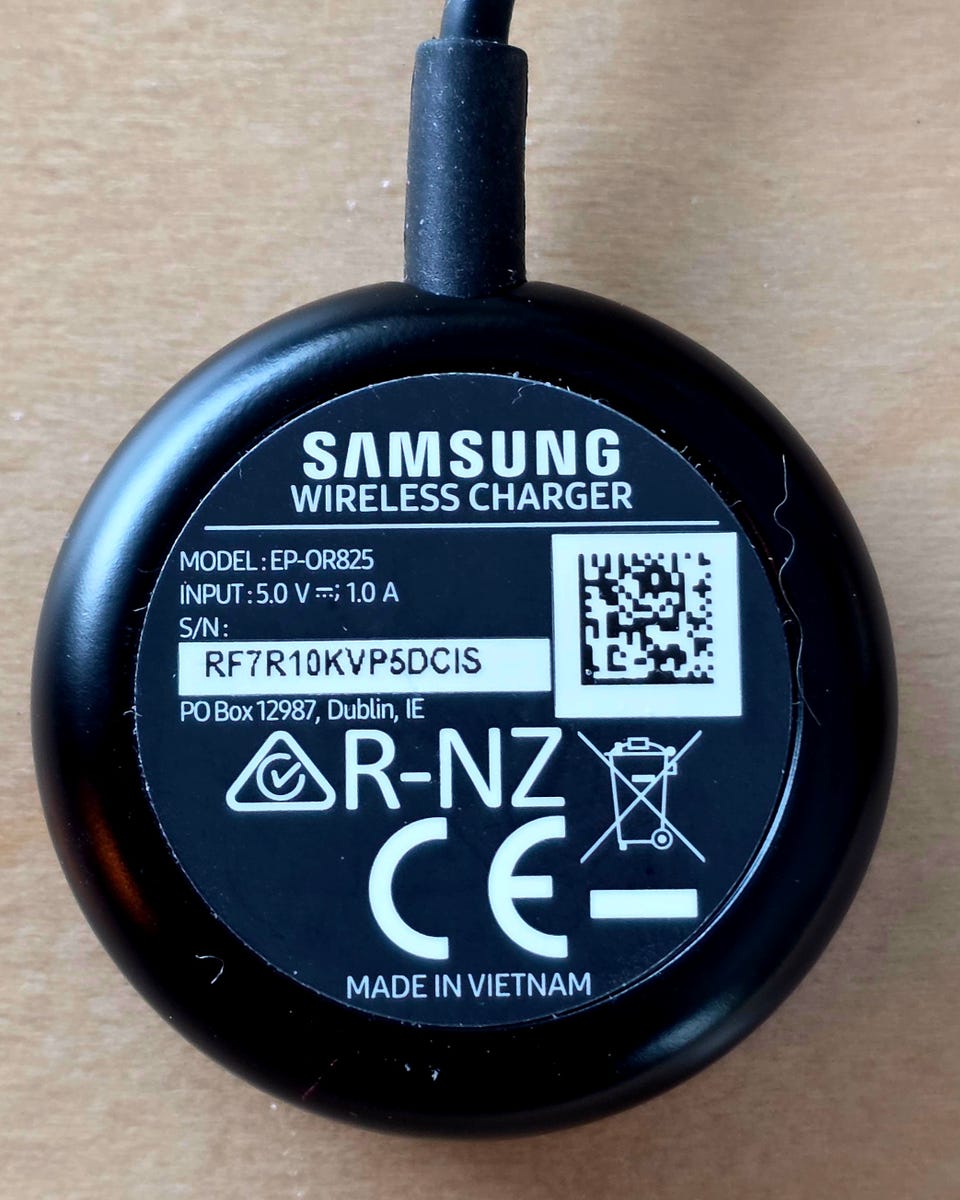 SAMSUNG
WIRELESS CHARGER
MODEL : EP-OR825
INPUT : 5.0 V ⎓; 1.0 A
S/N :
RF7R10KVP5DCIS
PO Box 12987, Dublin, IE
R-NZ
CE
MADE IN VIETNAM